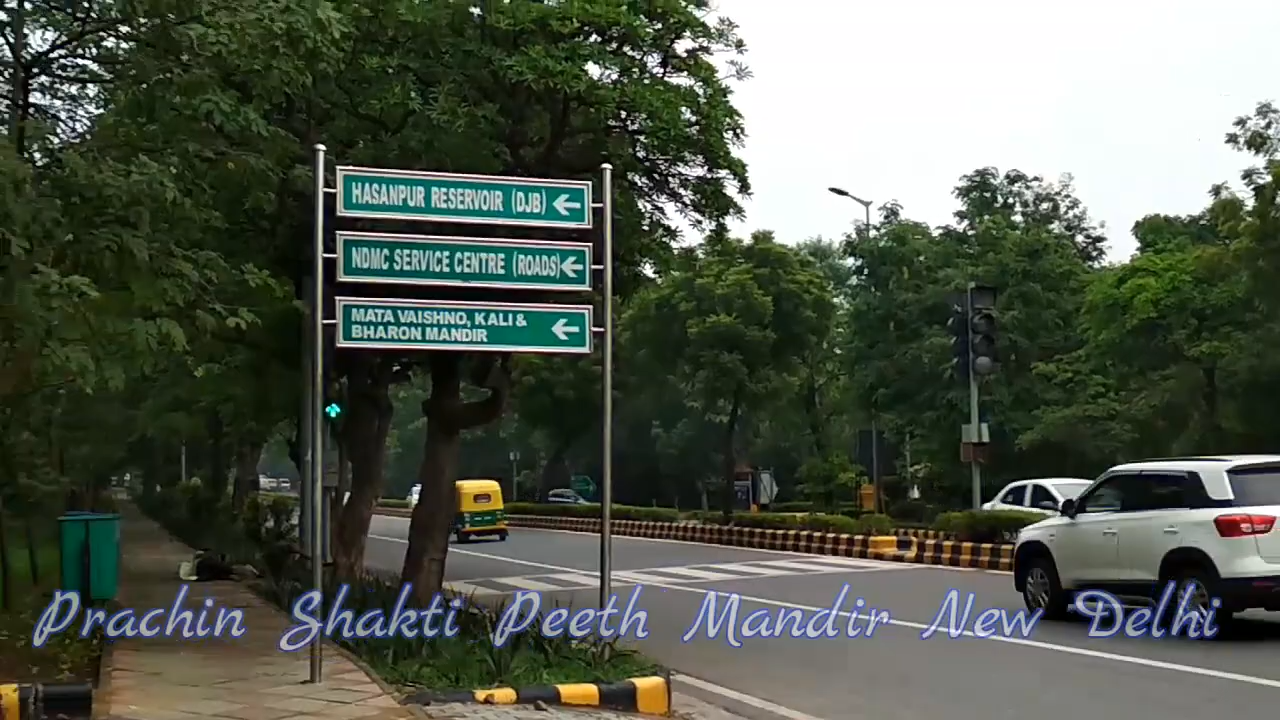 HASANPUR RESERVOIR (DJB)
NDMC SERVICE CENTRE (ROADS)
MATA VAISHNO, KALI &
BHARON MANDIR
Prachin Shakti Peeth Mandir New Delhi